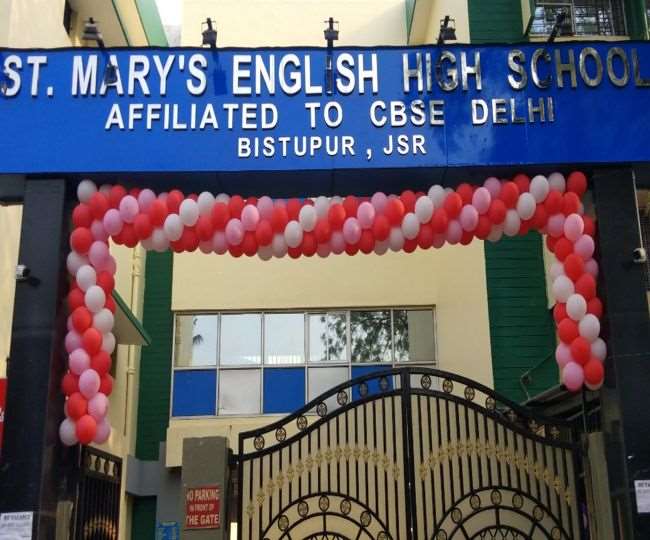 ST. MARY'S ENGLISH HIGH SCHOOL
AFFILIATED TO CBSE DELHI
BISTUPUR , JSR
NO PARKING
IN FRONT OF
THE GATE